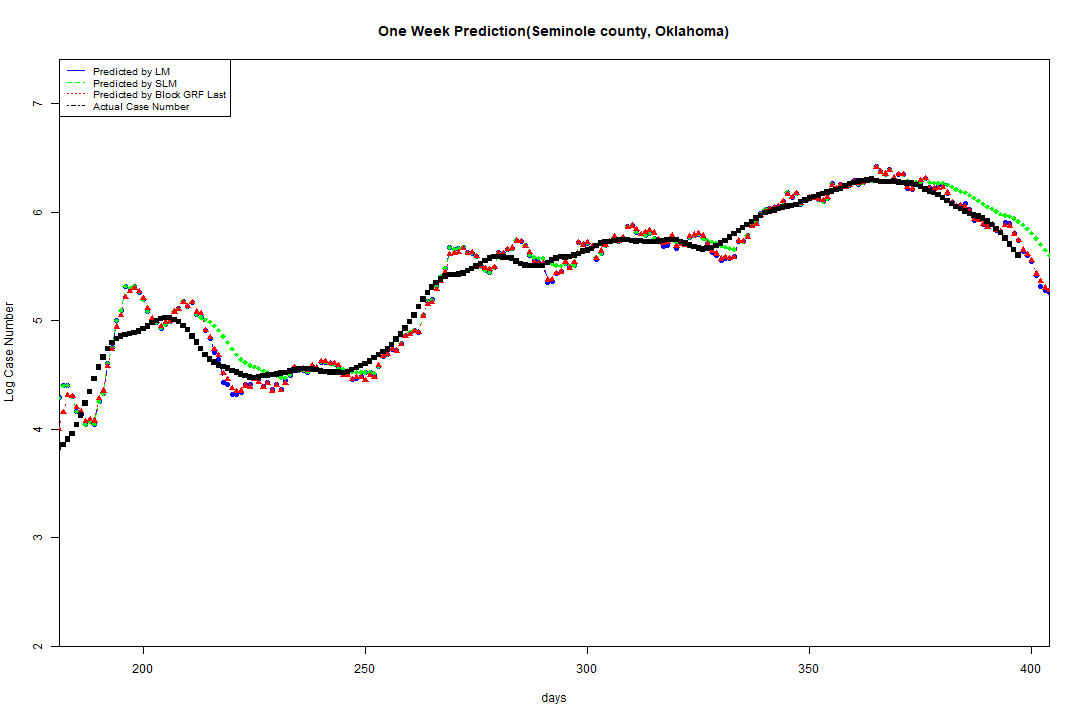 One Week Prediction(Seminole county, Oklahoma)
Predicted by LM
Predicted by SLM
Predicted by Block GRF Last
Actual Case Number
Log Case Number
7
6
5
4
3
2
200 250 300 350 400
days